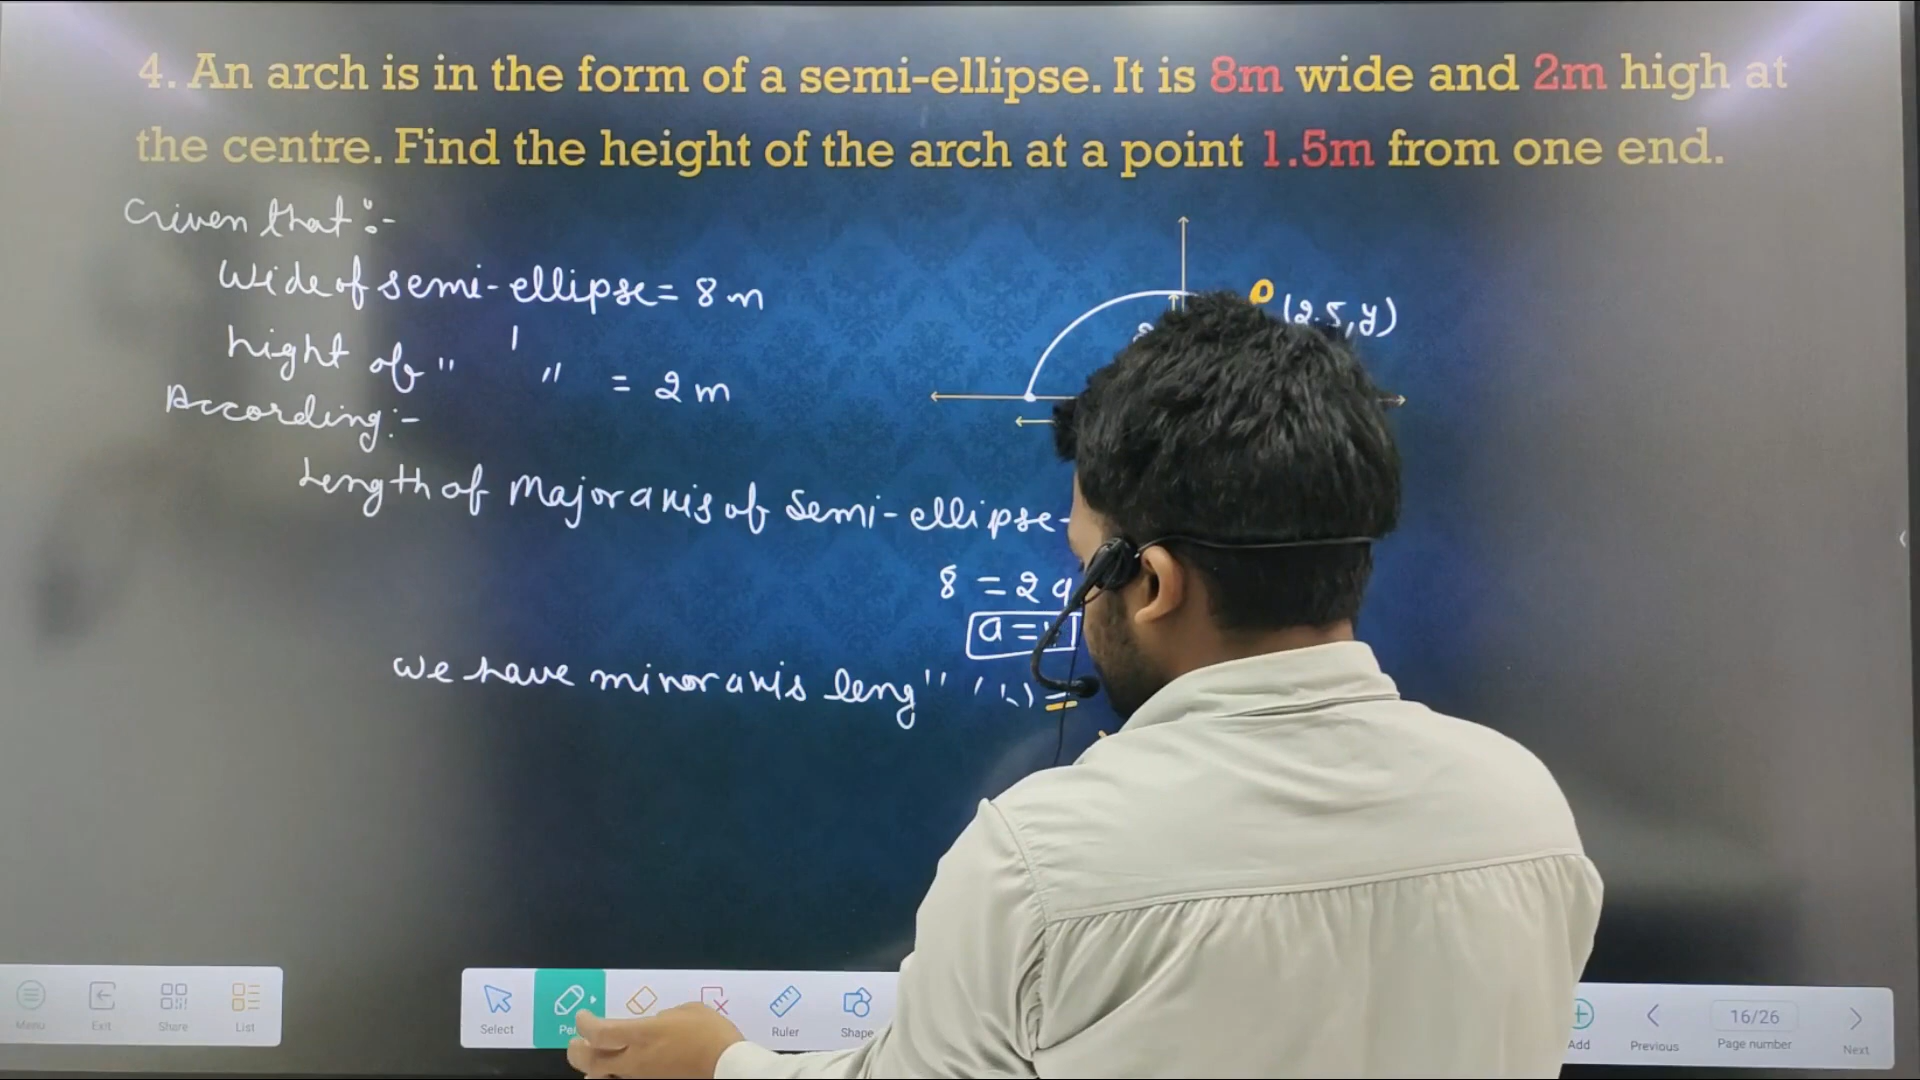 4. An arch is in the form of a semi-ellipse. It is 8m wide and 2m high at
the centre. Find the height of the arch at a point 1.5m from one end.
Given that :-
Wide of semi-ellipse = 8 m
hight of " " = 2 m
(2.5, y)
According :-
Length of Major axis of Semi-ellipse
8 = 2a
a =
We have minor axis leng
Menu
Exit
Share
List
Select
Ruler
Shape
Add
Previous
16/26
Page number
Next